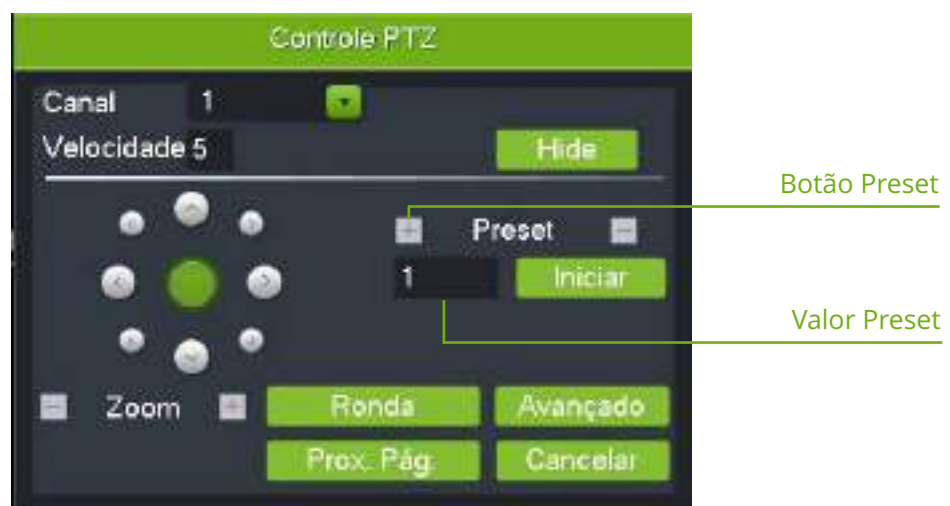 Controle PTZ
Canal 1
Velocidade 5
Hide
Botão Preset
+ Preset -
1 Iniciar
Valor Preset
- Zoom +
Ronda Avançado
Prox. Pág. Cancelar